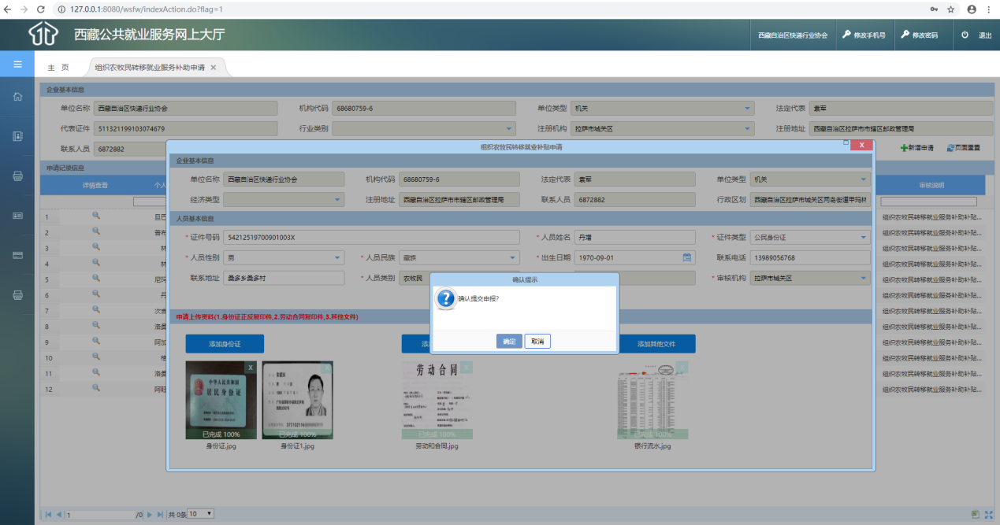 127.0.0.1:8080/wsfw/indexAction.do?flag=1
西藏公共就业服务网上大厅
西藏自治区快递行业协会 修改手机号 修改密码 退出
主 页 组织农牧民转移就业服务补助申请 ×
企业基本信息
单位名称 西藏自治区快递行业协会 机构代码 68680759-6 单位类型 机关 法定代表 袁军
代表证件 511321199103074679 行业类别 注册机构 拉萨市城关区 注册地址 西藏自治区拉萨市市辖区邮政管理局
联系人员 6872882 新增申请 页面重置
申请记录信息
详情查看 个人 审核说明
1 旦巴 组织农牧民转移就业服务补助补贴...
2 普布 组织农牧民转移就业服务补助补贴...
3 林 组织农牧民转移就业服务补助补贴...
4 林 组织农牧民转移就业服务补助补贴...
5 尼玛 组织农牧民转移就业服务补助补贴...
6 丹 组织农牧民转移就业服务补助补贴...
7 次吉 组织农牧民转移就业服务补助补贴...
8 洛曼 组织农牧民转移就业服务补助补贴...
9 阿加 组织农牧民转移就业服务补助补贴...
10 格 组织农牧民转移就业服务补助补贴...
11 洛曼 组织农牧民转移就业服务补助补贴...
12 阿旺 组织农牧民转移就业服务补助补贴...
组织农牧民转移就业补贴申请 X
企业基本信息
单位名称 西藏自治区快递行业协会 机构代码 68680759-6 法定代表 袁军 单位类型 机关
经济类型 注册地址 西藏自治区拉萨市市辖区邮政管理局 联系人员 6872882 行政区划 西藏自治区拉萨市城关区两岛街道甲玛林
人员基本信息
* 证件号码 54212519700901003X * 人员姓名 丹增 * 证件类型 公民身份证
* 人员性别 男 * 人员民族 藏族 * 出生日期 1970-09-01 联系电话 13989056768
联系地址 桑多乡桑多村 * 人员类别 农牧民 * 审核机构 拉萨市城关区
确认提示
确认提交申报?
确定 取消
申请上传资料(1.身份证正反复印件,2.劳动合同复印件,3.其他文件)
添加身份证 添加其他文件
中华人民共和国
居民身份证
劳动合同
X X X X
已完成 100% 已完成 100% 已完成 100% 已完成 100%
身份证.jpg 身份证1.jpg 劳动和合同.jpg 银行流水.jpg
1 /0 共 0条 10